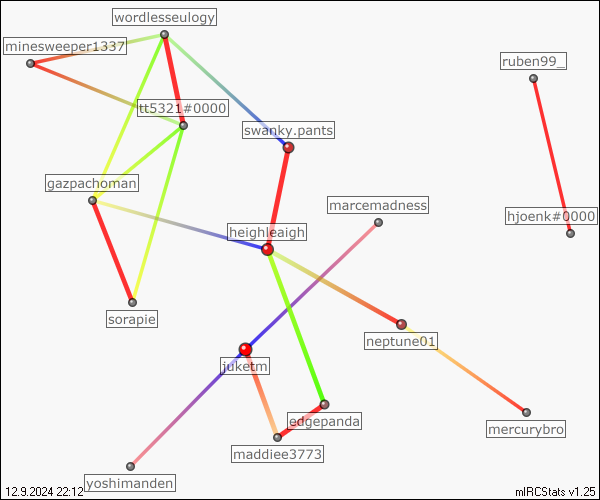 wordlesseulogy
minesweeper1337
ruben99_
tt5321#0000
swanky.pants
gazpachoman
marcemadness
hjoenk#0000
heighleaigh
sorapie
neptune01
juketm
edgepanda
mercurybro
maddiee3773
yoshimanden
12.9.2024 22:12
mIRCStats v1.25